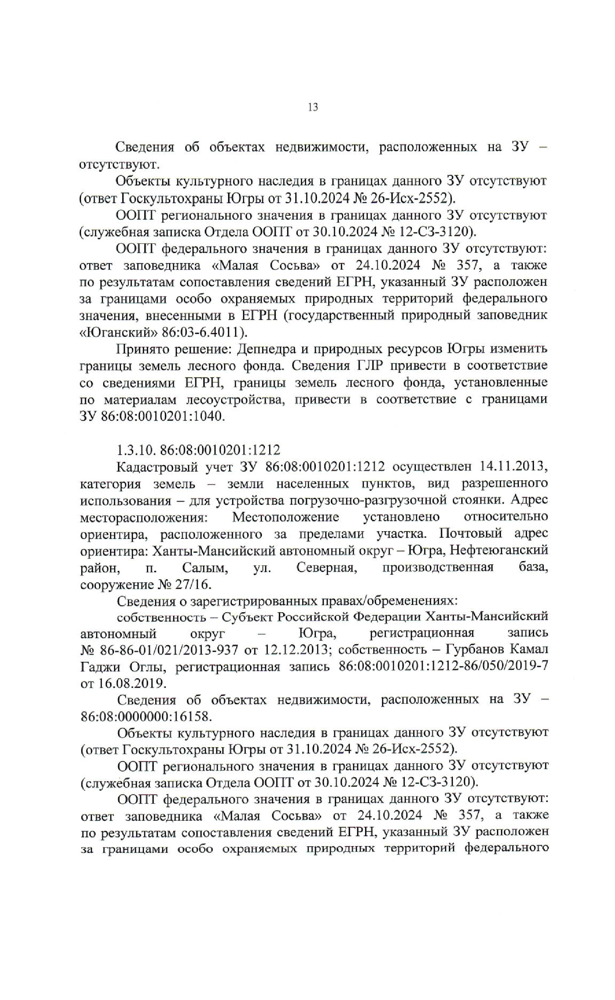 13
Сведения об объектах недвижимости, расположенных на ЗУ –
отсутствуют.
Объекты культурного наследия в границах данного ЗУ отсутствуют
(ответ Госкультохраны Югры от 31.10.2024 № 26-Исх-2552).
ООПТ регионального значения в границах данного ЗУ отсутствуют
(служебная записка Отдела ООПТ от 30.10.2024 № 12-СЗ-3120).
ООПТ федерального значения в границах данного ЗУ отсутствуют:
ответ заповедника «Малая Сосьва» от 24.10.2024 № 357, а также
по результатам сопоставления сведений ЕГРН, указанный ЗУ расположен
за границами особо охраняемых природных территорий федерального
значения, внесенными в ЕГРН (государственный природный заповедник
«Юганский» 86:03-6.4011).
Принято решение: Депнедра и природных ресурсов Югры изменить
границы земель лесного фонда. Сведения ГЛР привести в соответствие
со сведениями ЕГРН, границы земель лесного фонда, установленные
по материалам лесоустройства, привести в соответствие с границами
ЗУ 86:08:0010201:1040.
1.3.10. 86:08:0010201:1212
Кадастровый учет ЗУ 86:08:0010201:1212 осуществлен 14.11.2013,
категория земель – земли населенных пунктов, вид разрешенного
использования – для устройства погрузочно-разгрузочной стоянки. Адрес
месторасположения: Местоположение установлено относительно
ориентира, расположенного за пределами участка. Почтовый адрес
ориентира: Ханты-Мансийский автономный округ – Югра, Нефтеюганский
район, п. Салым, ул. Северная, производственная база,
сооружение № 27/16.
Сведения о зарегистрированных правах/обременениях:
собственность – Субъект Российской Федерации Ханты-Мансийский
автономный округ – Югра, регистрационная запись
№ 86-86-01/021/2013-937 от 12.12.2013; собственность – Гурбанов Камал
Гаджи Оглы, регистрационная запись 86:08:0010201:1212-86/050/2019-7
от 16.08.2019.
Сведения об объектах недвижимости, расположенных на ЗУ –
86:08:0000000:16158.
Объекты культурного наследия в границах данного ЗУ отсутствуют
(ответ Госкультохраны Югры от 31.10.2024 № 26-Исх-2552).
ООПТ регионального значения в границах данного ЗУ отсутствуют
(служебная записка Отдела ООПТ от 30.10.2024 № 12-СЗ-3120).
ООПТ федерального значения в границах данного ЗУ отсутствуют:
ответ заповедника «Малая Сосьва» от 24.10.2024 № 357, а также
по результатам сопоставления сведений ЕГРН, указанный ЗУ расположен
за границами особо охраняемых природных территорий федерального